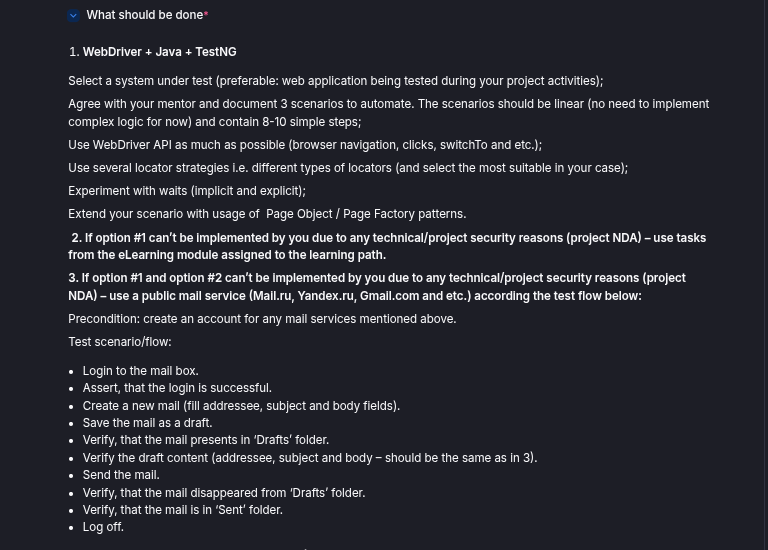 What should be done*
1. WebDriver + Java + TestNG
Select a system under test (preferable: web application being tested during your project activities);
Agree with your mentor and document 3 scenarios to automate. The scenarios should be linear (no need to implement
complex logic for now) and contain 8-10 simple steps;
Use WebDriver API as much as possible (browser navigation, clicks, switchTo and etc.);
Use several locator strategies i.e. different types of locators (and select the most suitable in your case);
Experiment with waits (implicit and explicit);
Extend your scenario with usage of  Page Object / Page Factory patterns.
2. If option #1 can’t be implemented by you due to any technical/project security reasons (project NDA) – use tasks
from the eLearning module assigned to the learning path.
3. If option #1 and option #2 can’t be implemented by you due to any technical/project security reasons (project
NDA) – use a public mail service (Mail.ru, Yandex.ru, Gmail.com and etc.) according the test flow below:
Precondition: create an account for any mail services mentioned above.
Test scenario/flow:
• Login to the mail box.
• Assert, that the login is successful.
• Create a new mail (fill addressee, subject and body fields).
• Save the mail as a draft.
• Verify, that the mail presents in ‘Drafts’ folder.
• Verify the draft content (addressee, subject and body – should be the same as in 3).
• Send the mail.
• Verify, that the mail disappeared from ‘Drafts’ folder.
• Verify, that the mail is in ‘Sent’ folder.
• Log off.